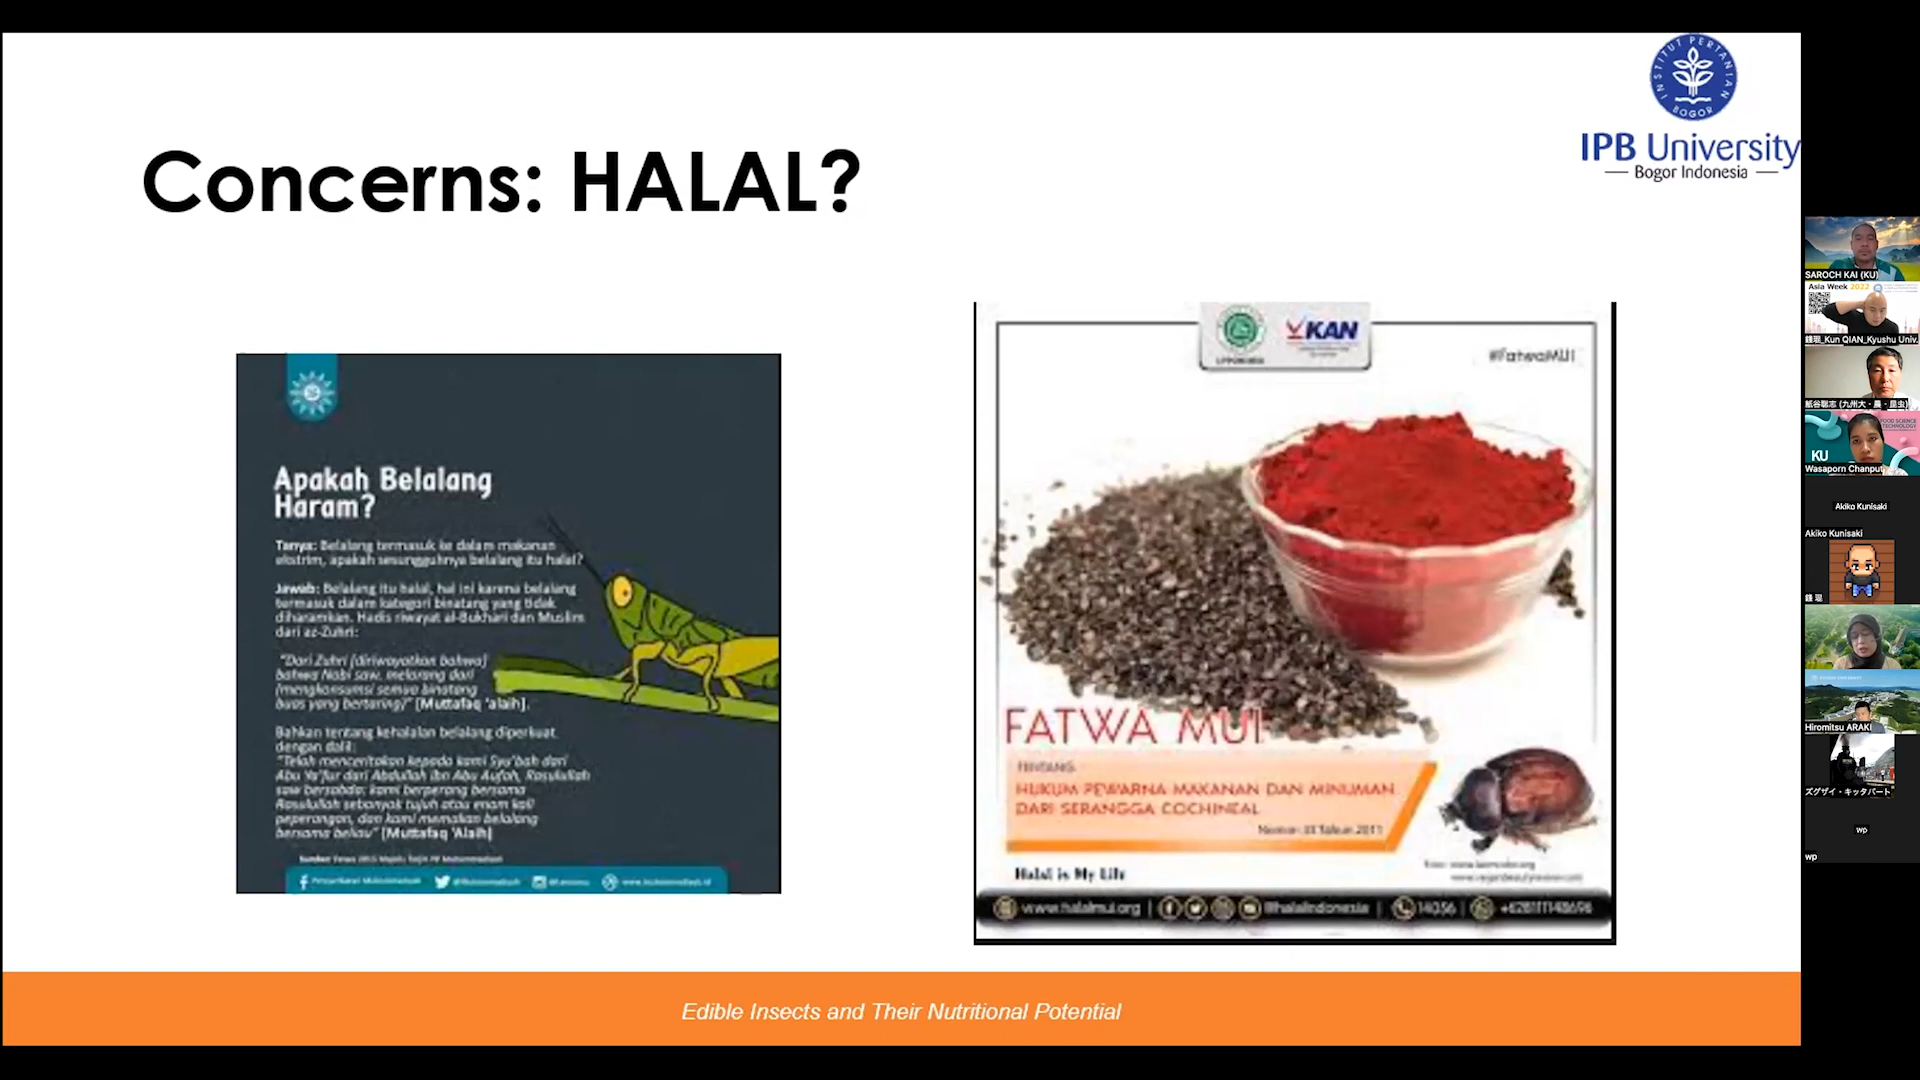 INSTITUT PERTANIAN
BOGOR
IPB University
Bogor Indonesia
Concerns: HALAL?
Apakah Belalang
Haram?
Tanya: Belalang termasuk ke dalam makanan
ekstrim, apakah sesungguhnya belalang itu halal?
Jawab: Belalang itu halal, hal ini karena belalang
termasuk dalam kategori binatang yang tidak
diharamkan. Hadis riwayat al-Bukhari dan Muslim
dari az-Zuhri:
"Dari Zuhri [diriwayatkan bahwa]
bahwa Nabi saw. melarang dari
[mengkonsumsi semua binatang
buas yang bertaring]" [Muttafaq 'alaih].
Bahkan tentang kehalalan belalang diperkuat
dengan dalil:
"Telah menceritakan kepada kami Syu'bah dari
Abu Ya'fur dari Abdullah ibn Abu Aufah, Rasulullah
saw bersabda: kami berperang bersama
Rasulullah sebanyak tujuh atau enam kali
peperangan, dan kami memakan belalang
bersama beliau" [Muttafaq 'Alaih]
KAN
#FatwaMUI
FATWA MUI
TENTANG
HUKUM PEWARNA MAKANAN DAN MINUMAN
DARI SERANGGA COCHINEAL
Nomor: 33 Tahun 2011
Halal is My Life
www.halalmui.org | @halalindonesia | 14056 | +628111148696
Edible Insects and Their Nutritional Potential
SAROCH KAI (KU)
Asia Week 2022
錢琨_Kun QIAN_Kyushu Univ.
紙谷聡志 (九州大・農・昆虫)
FOOD SCIENCE
TECHNOLOGY
KU
Wasaporn Chanput
Akiko Kunisaki
Akiko Kunisaki
錢 琨
Hiromitsu ARAKI
ズグザイ・キッタパート
wp
wp